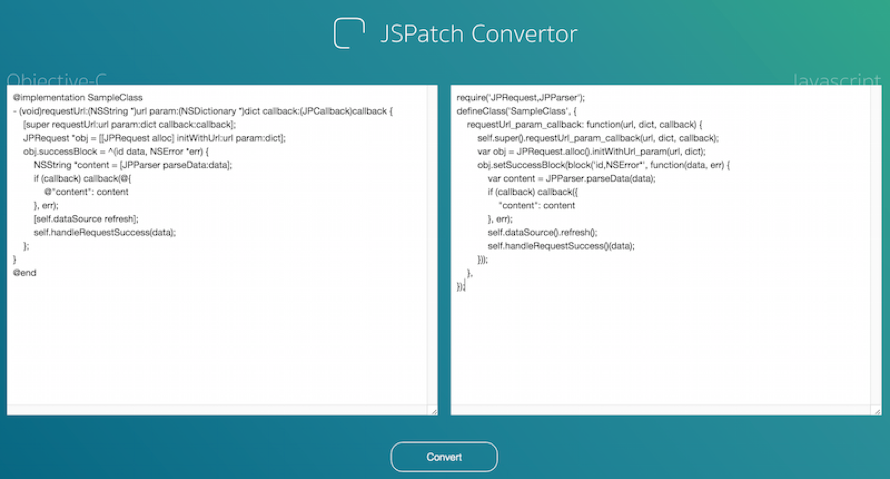 JSPatch Convertor
Objective-C
Javascript
@implementation SampleClass
- (void)requestUrl:(NSString *)url param:(NSDictionary *)dict callback:(JPCallback)callback {
[super requestUrl:url param:dict callback:callback];
JPRequest *obj = [[JPRequest alloc] initWithUrl:url param:dict];
obj.successBlock = ^(id data, NSError *err) {
NSString *content = [JPParser parseData:data];
if (callback) callback(@{
@"content": content
}, err);
[self.dataSource refresh];
self.handleRequestSuccess(data);
};
}
@end
require('JPRequest,JPParser');
defineClass('SampleClass', {
requestUrl_param_callback: function(url, dict, callback) {
self.super().requestUrl_param_callback(url, dict, callback);
var obj = JPRequest.alloc().initWithUrl_param(url, dict);
obj.setSuccessBlock(block('id,NSError*', function(data, err) {
var content = JPParser.parseData(data);
if (callback) callback({
"content": content
}, err);
self.dataSource().refresh();
self.handleRequestSuccess()(data);
}));
},
});
Convert